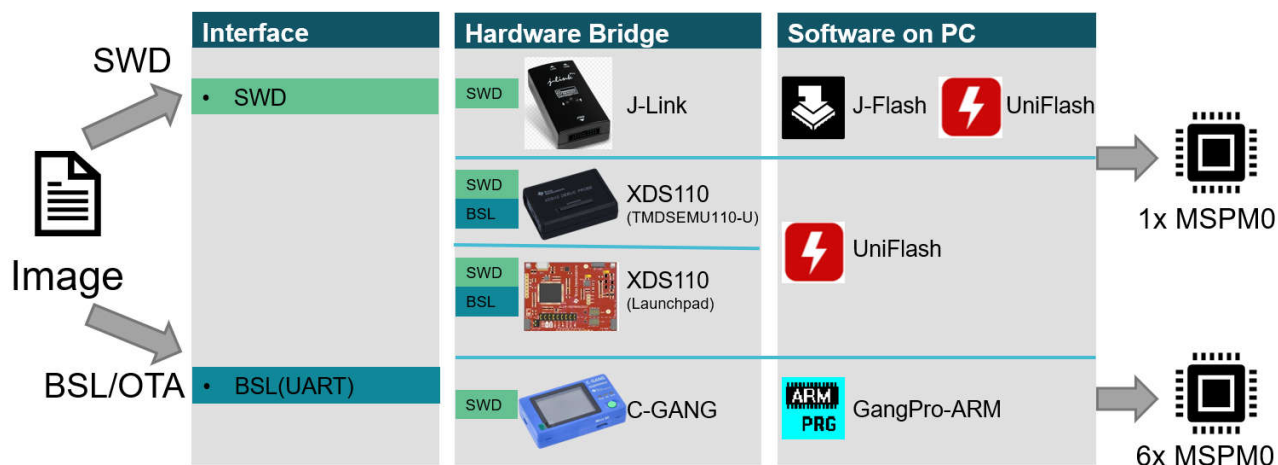 Interface
Hardware Bridge
Software on PC
SWD
• SWD
SWD
J-Link
J-Flash
UniFlash
SWD
BSL
XDS110
(TMDSEMU110-U)
1x MSPM0
UniFlash
Image
SWD
BSL
XDS110
(Launchpad)
BSL/OTA
• BSL(UART)
SWD
C-GANG
ARM
PRG
GangPro-ARM
6x MSPM0